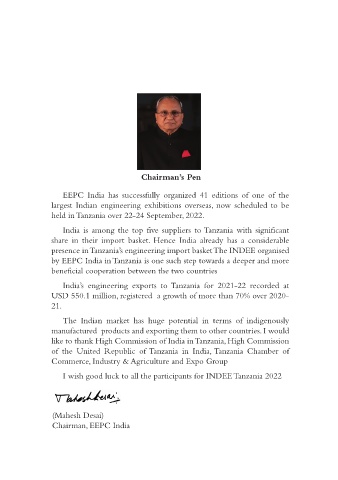 Chairman's Pen
EEPC India has successfully organized 41 editions of one of the
largest Indian engineering exhibitions overseas, now scheduled to be
held in Tanzania over 22-24 September, 2022.
India is among the top five suppliers to Tanzania with significant
share in their import basket. Hence India already has a considerable
presence in Tanzania's engineering import basket The INDEE organised
by EEPC India in Tanzania is one such step towards a deeper and more
beneficial cooperation between the two countries
India's engineering exports to Tanzania for 2021-22 recorded at
USD 550.1 million, registered a growth of more than 70% over 2020-
21.
The Indian market has huge potential in terms of indigenously
manufactured products and exporting them to other countries. I would
like to thank High Commission of India in Tanzania, High Commission
of the United Republic of Tanzania in India, Tanzania Chamber of
Commerce, Industry & Agriculture and Expo Group
I wish good luck to all the participants for INDEE Tanzania 2022
Maheshdesai
(Mahesh Desai)
Chairman, EEPC India